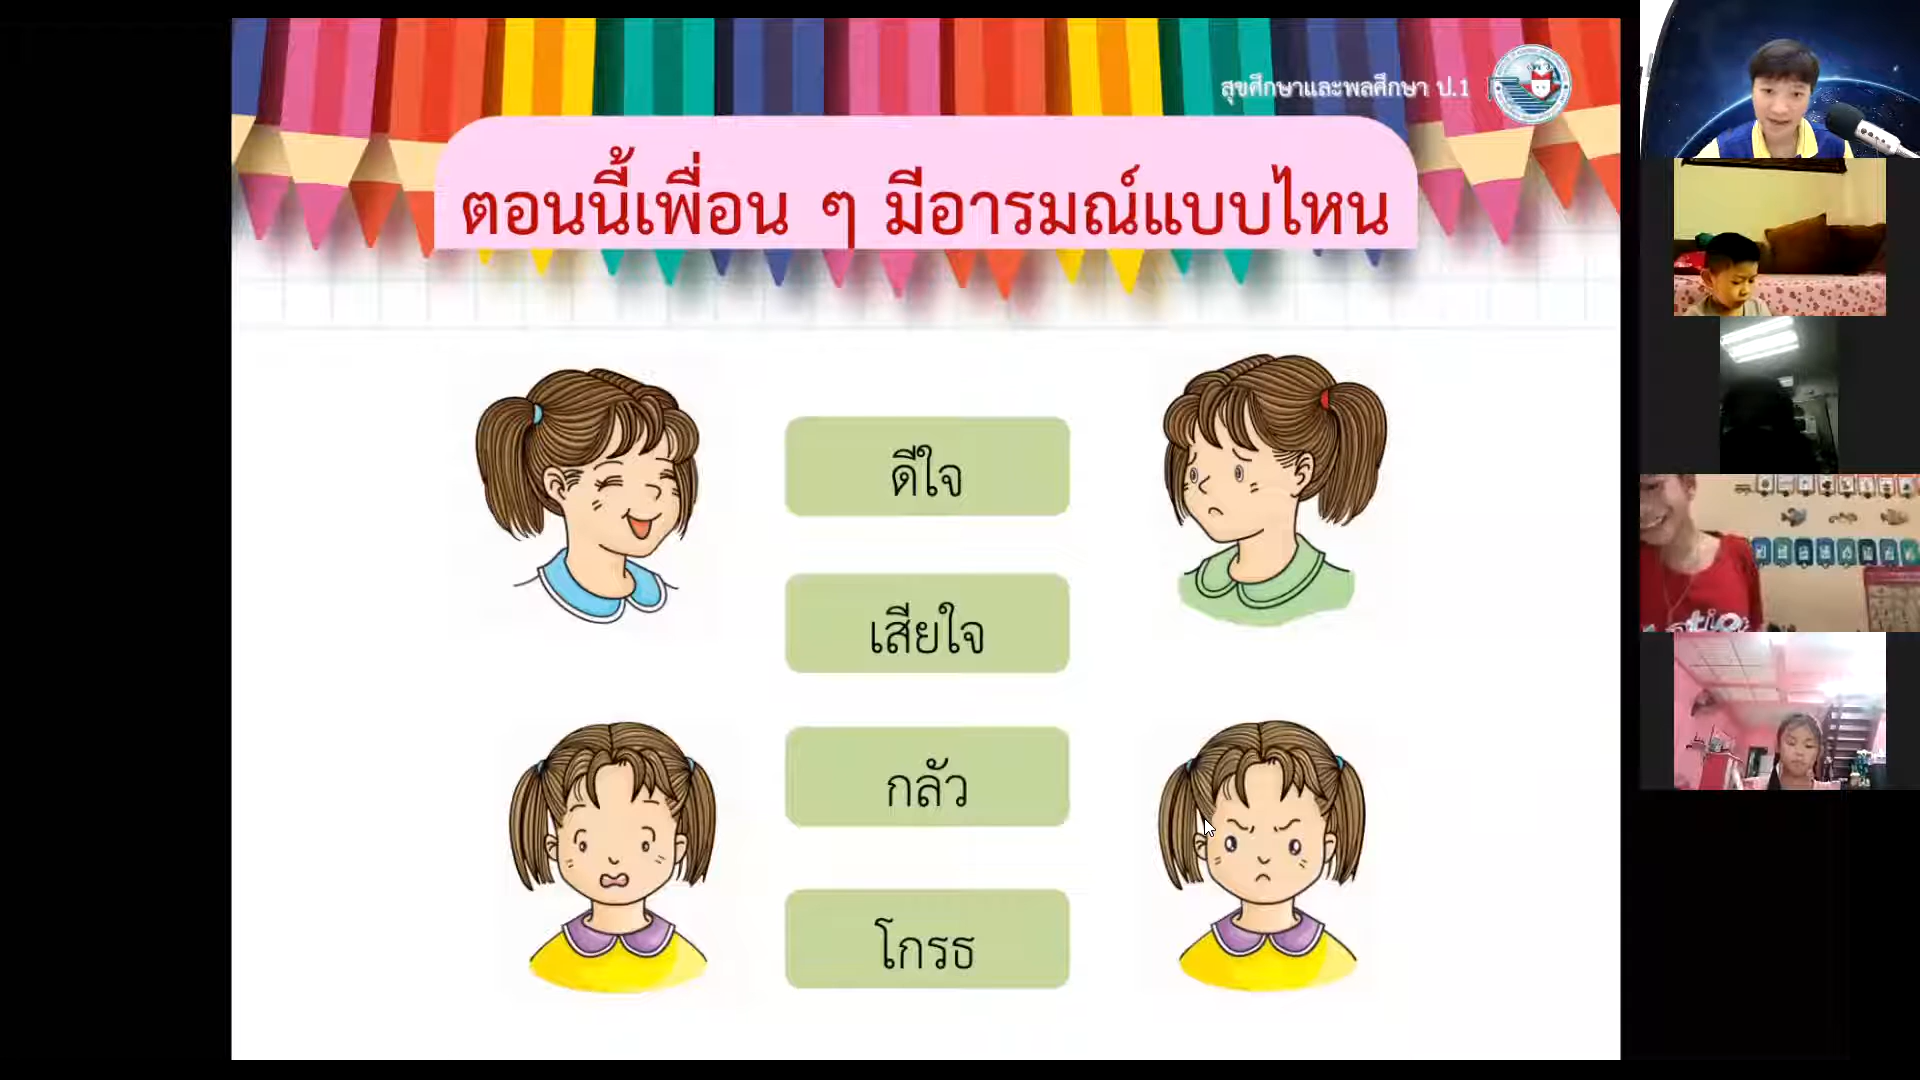 สุขศึกษาและพลศึกษา ป.1
ตอนนี้เพื่อน ๆ มีอารมณ์แบบไหน
ดีใจ
เสียใจ
กลัว
โกรธ